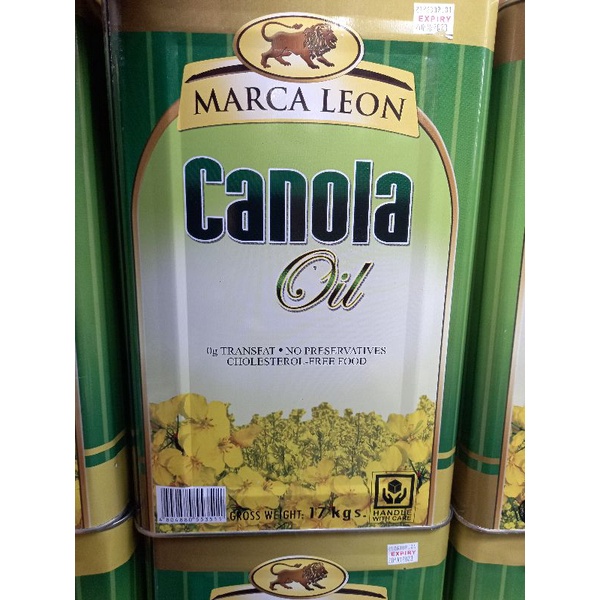 EXPIRY
MARCA LEON
Canola
Oil
0g TRANSFAT • NO PRESERVATIVES
CHOLESTEROL-FREE FOOD
GROSS WEIGHT: 17 kgs.
HANDLE
WITH CARE
EXPIRY